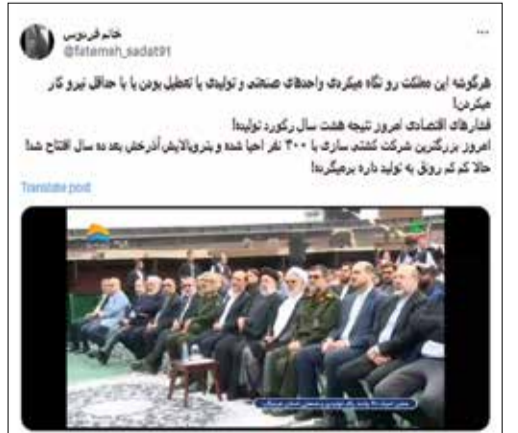 خانم فردوس
@fatemeh_sadat91
هرگوشه این مملکت رو نگاه میکردی واحدهای صنعتی و تولیدی یا تعطیل بودن یا با حداقل نیرو کار
میکردن!
فشارهای اقتصادی امروز نتیجه هشت سال رکورد تولیده!
امروز بزرگترین شرکت کشتی سازی با ۳۰۰ نفر احیا شده و پتروپالایش آذرخش بعد ده سال افتتاح شد!
حالا کم کم رونق به تولید داره برمیگرده!
Translate post